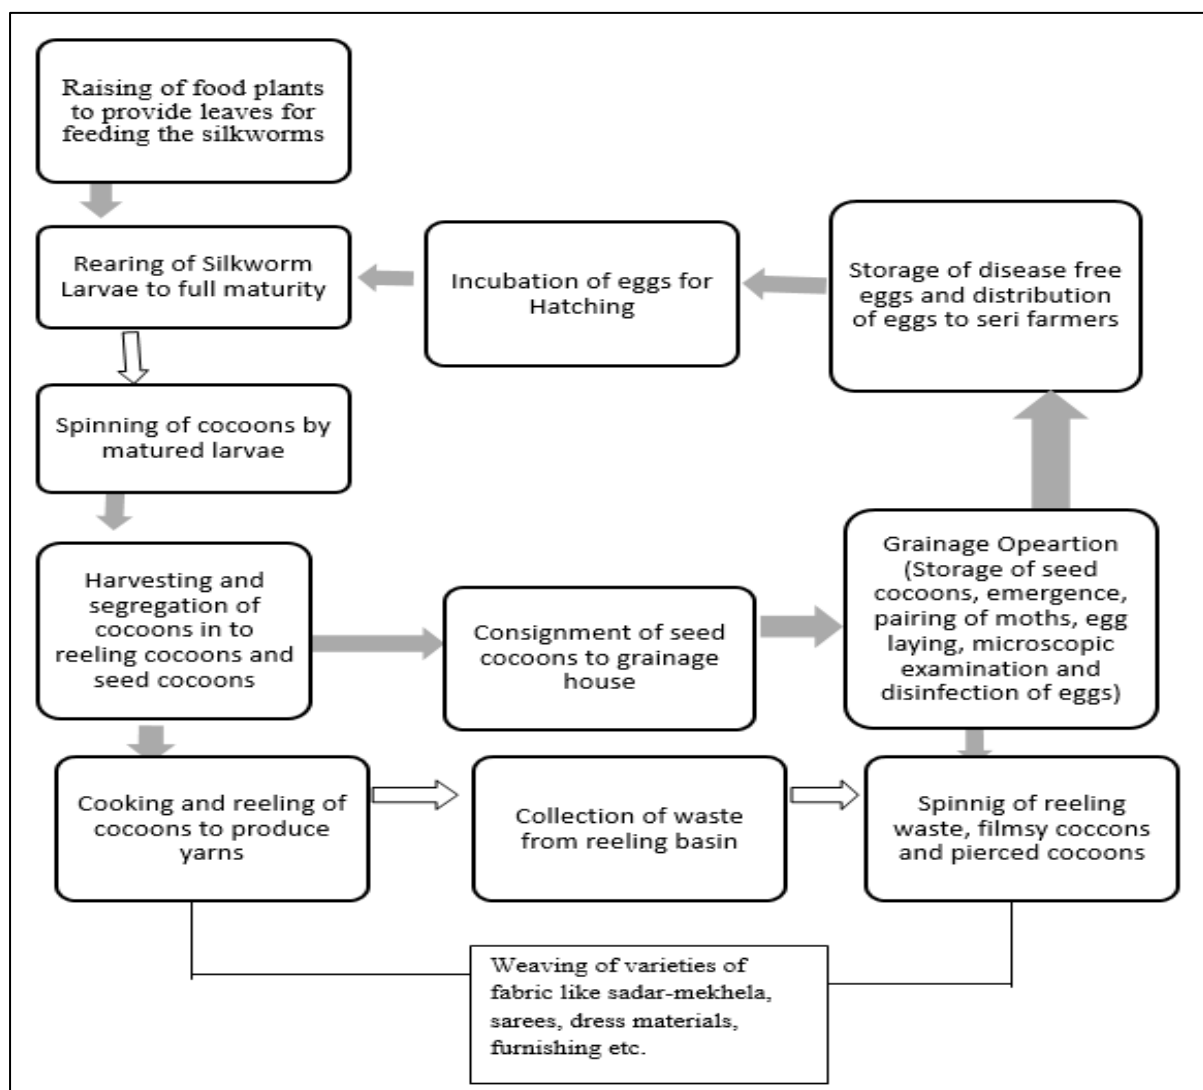 Raising of food plants
to provide leaves for
feeding the silkworms
Rearing of Silkworm
Larvae to full maturity
Incubation of eggs for
Hatching
Storage of disease free
eggs and distribution
of eggs to seri farmers
Spinning of cocoons by
matured larvae
Harvesting and
segregation of
cocoons in to
reeling cocoons and
seed cocoons
Consignment of seed
cocoons to grainage
house
Grainage Opeartion
(Storage of seed
cocoons, emergence,
pairing of moths, egg
laying, microscopic
examination and
disinfection of eggs)
Cooking and reeling of
cocoons to produce
yarns
Collection of waste
from reeling basin
Spinnig of reeling
waste, filmsy coccons
and pierced cocoons
Weaving of varieties of
fabric like sadar-mekhela,
sarees, dress materials,
furnishing etc.